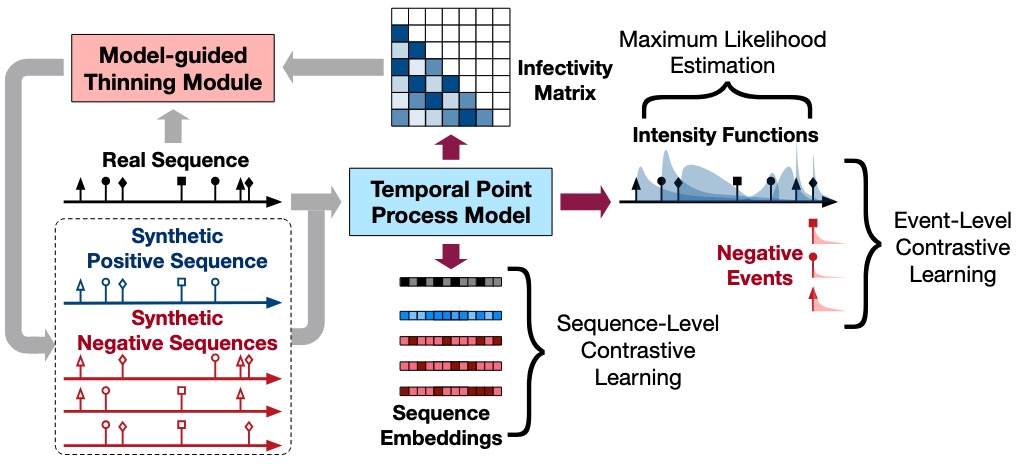 Model-guided
Thinning Module
Infectivity
Matrix
Maximum Likelihood
Estimation
Intensity Functions
Real Sequence
Temporal Point
Process Model
Synthetic
Positive Sequence
Synthetic
Negative Sequences
Negative
Events
Event-Level
Contrastive
Learning
Sequence-Level
Contrastive
Learning
Sequence
Embeddings